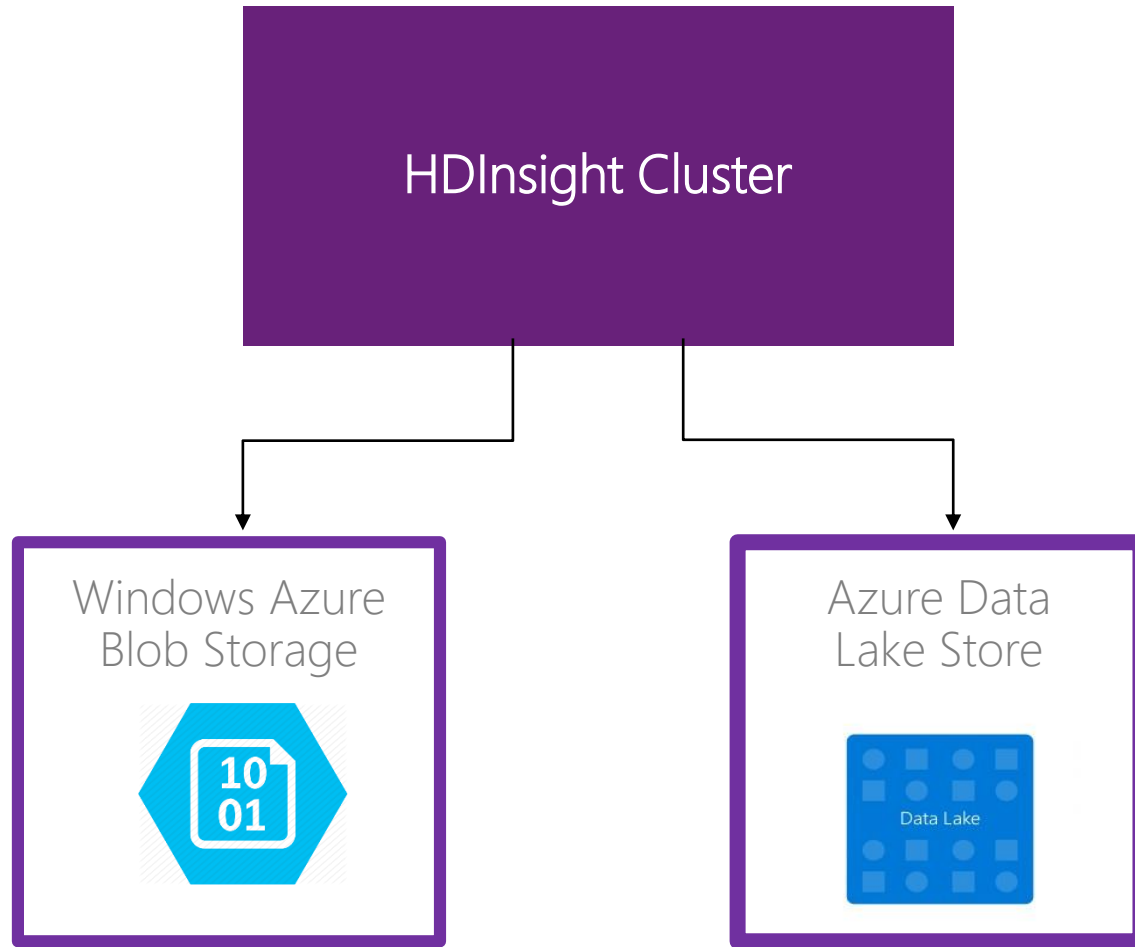 HDInsight Cluster
Windows Azure
Blob Storage
10
01
Azure Data
Lake Store
Data Lake